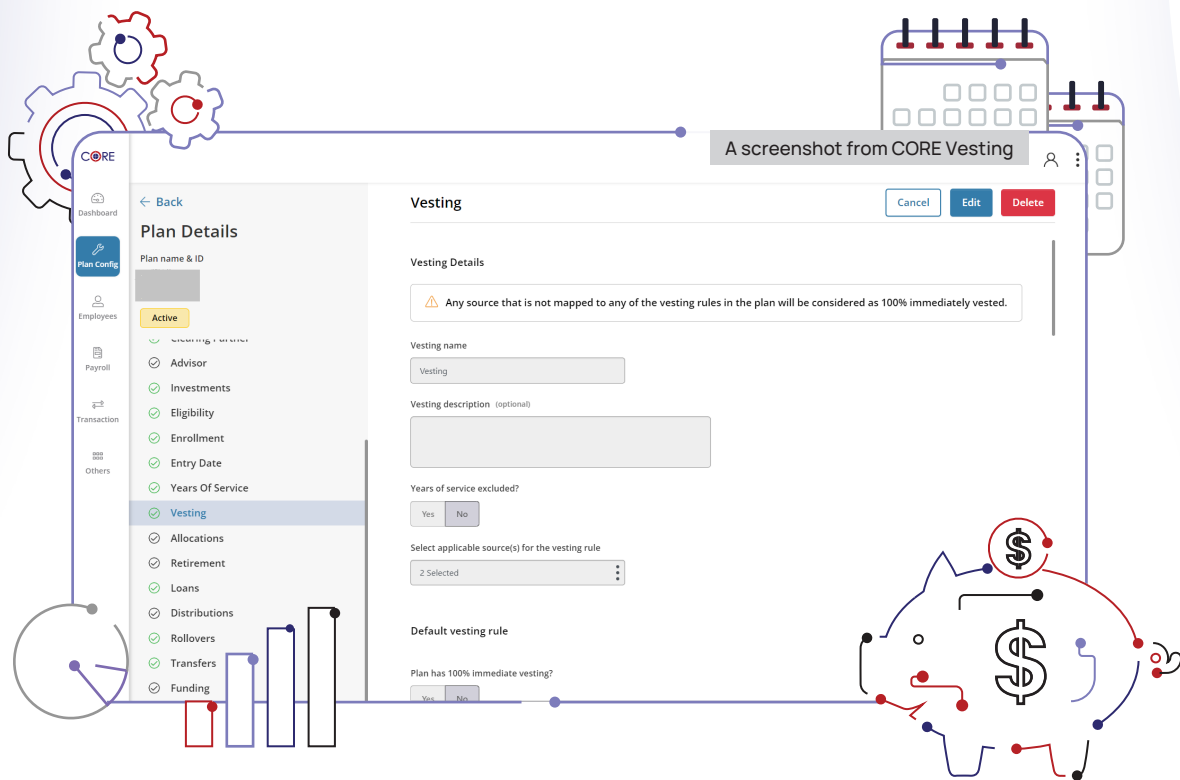 A screenshot from CORE Vesting
CORE
Dashboard
Plan Config
Employees
Payroll
Transaction
Others
Back
Plan Details
Plan name & ID
Active
Advisor
Investments
Eligibility
Enrollment
Entry Date
Years Of Service
Vesting
Allocations
Retirement
Loans
Distributions
Rollovers
Transfers
Funding
Vesting
Cancel
Edit
Delete
Vesting Details
Any source that is not mapped to any of the vesting rules in the plan will be considered as 100% immediately vested.
Vesting name
Vesting
Vesting description (optional)
Years of service excluded?
Yes No
Select applicable source(s) for the vesting rule
2 Selected
Default vesting rule
Plan has 100% immediate vesting?
Yes No
$
$